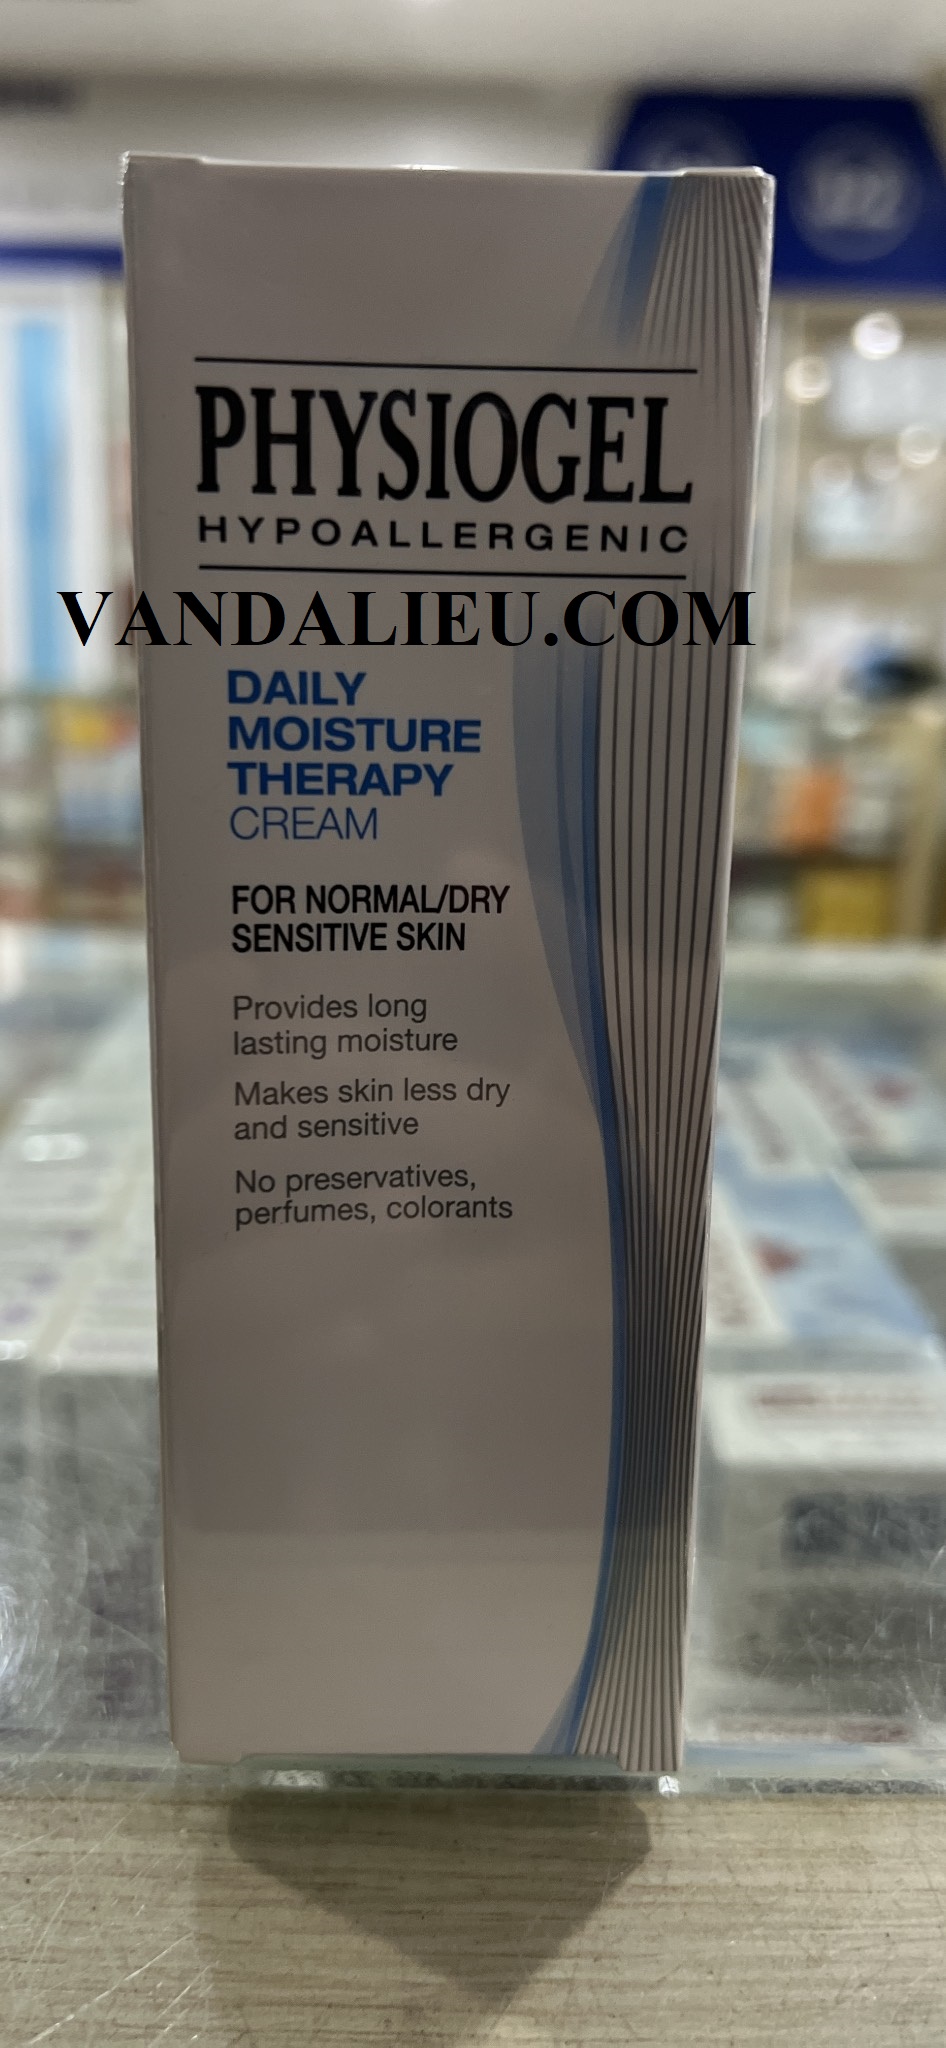 PHYSIOGEL
HYPOALLERGENIC
VANDALIEU.COM
DAILY
MOISTURE
THERAPY
CREAM
FOR NORMAL/DRY
SENSITIVE SKIN
Provides long
lasting moisture
Makes skin less dry
and sensitive
No preservatives,
perfumes, colorants